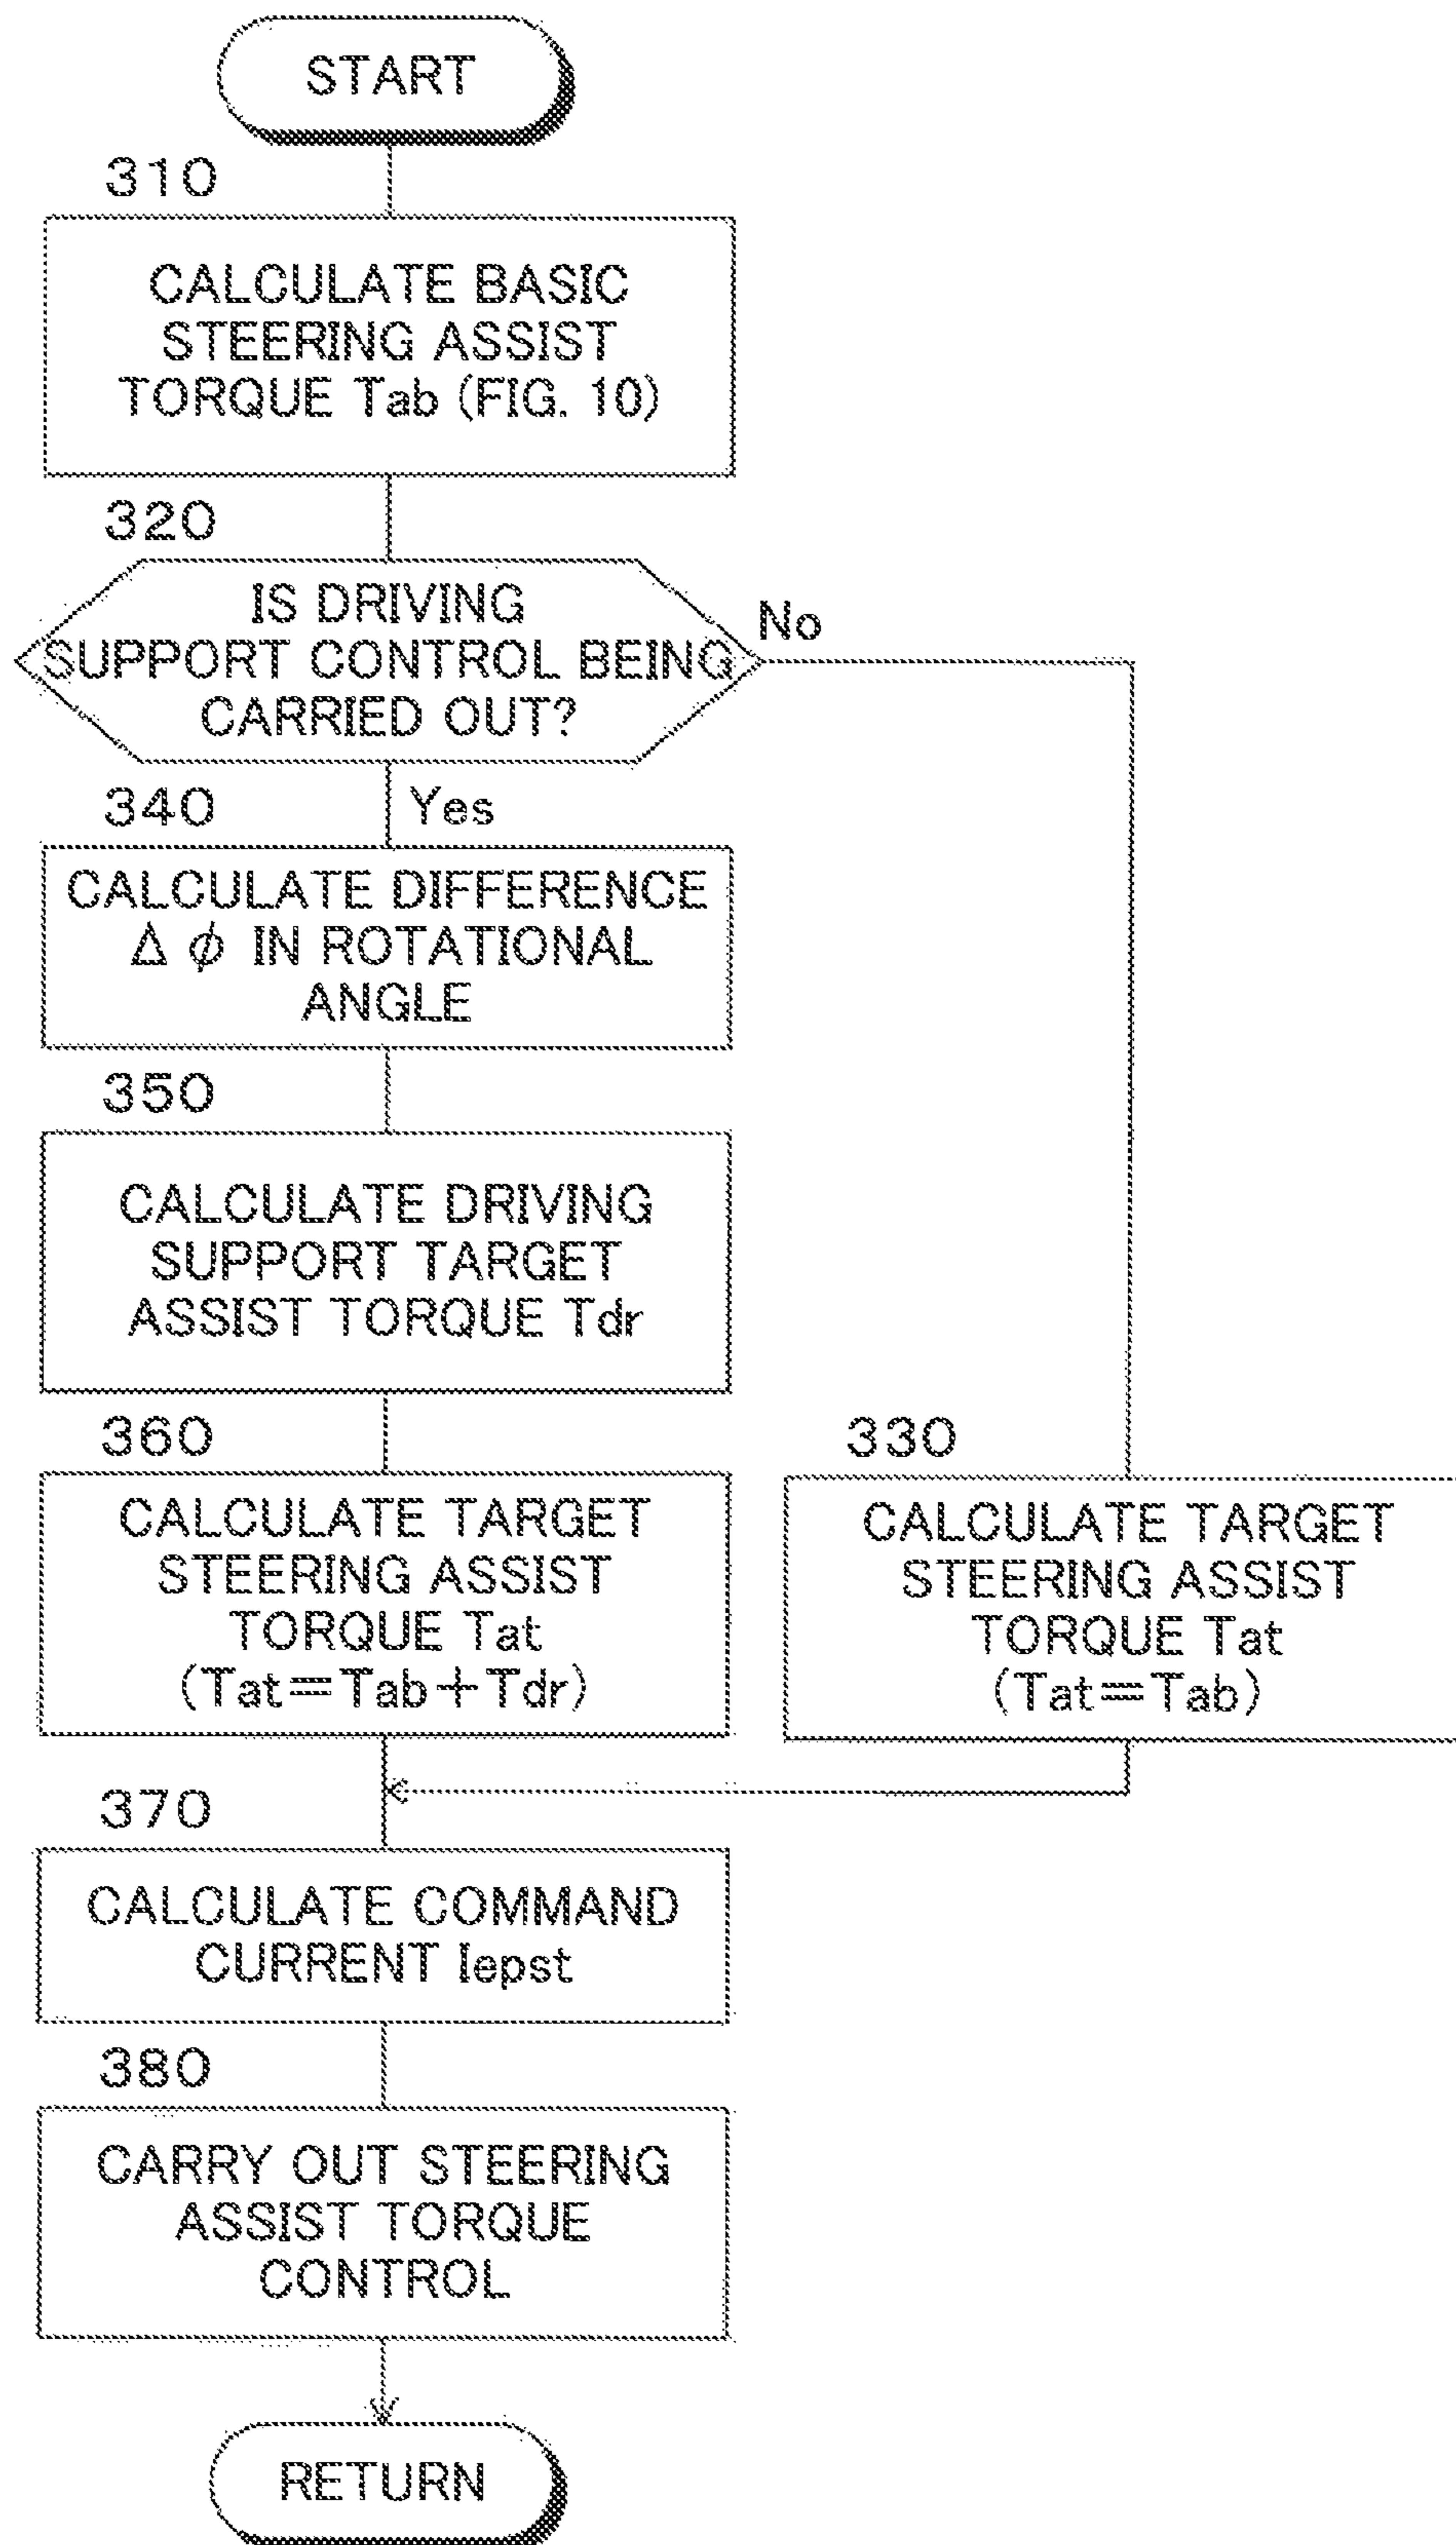 START
310
CALCULATE BASIC
STEERING ASSIST
TORQUE Tab (FIG. 10)
320
IS DRIVING
SUPPORT CONTROL BEING
CARRIED OUT?
No
340
Yes
CALCULATE DIFFERENCE
Δ ϕ IN ROTATIONAL
ANGLE
350
CALCULATE DRIVING
SUPPORT TARGET
ASSIST TORQUE Tdr
360
CALCULATE TARGET
STEERING ASSIST
TORQUE Tat
(Tat=Tab+Tdr)
330
CALCULATE TARGET
STEERING ASSIST
TORQUE Tat
(Tat=Tab)
370
CALCULATE COMMAND
CURRENT Iepst
380
CARRY OUT STEERING
ASSIST TORQUE
CONTROL
RETURN